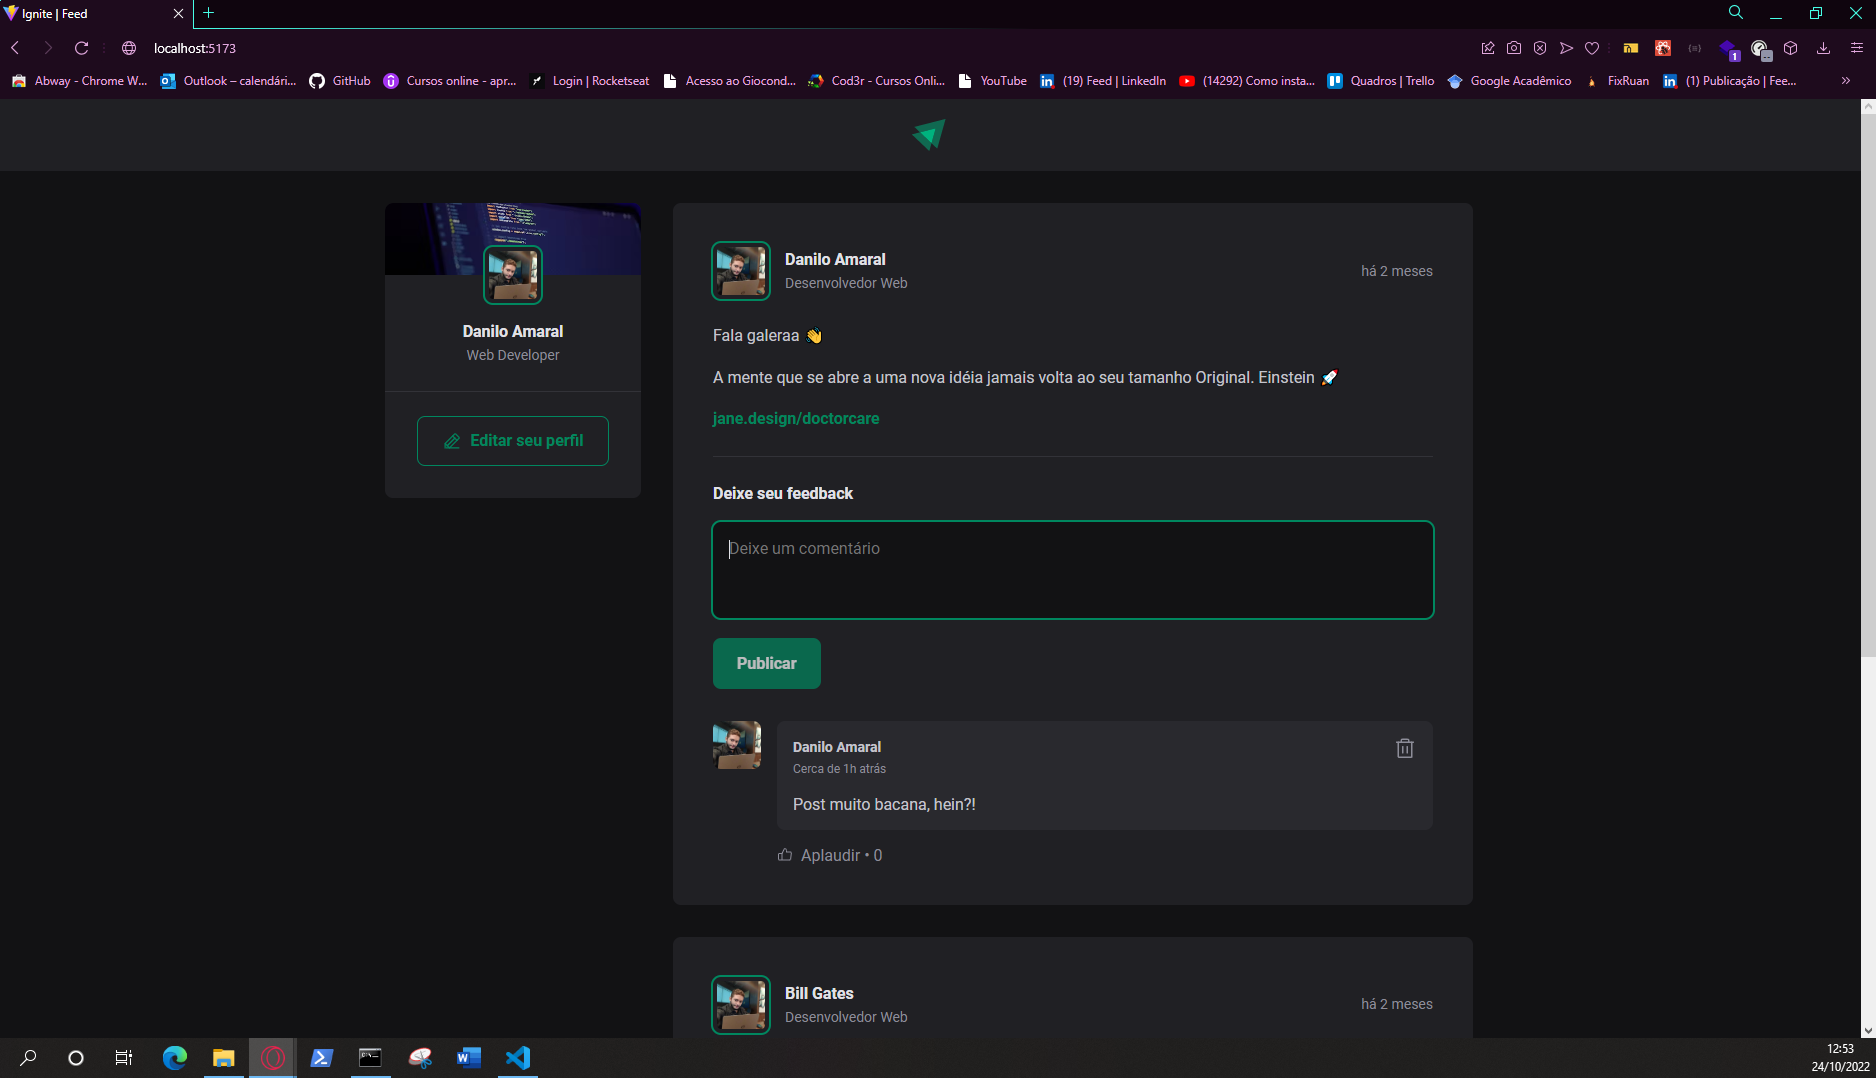 Ignite | Feed
localhost:5173
Abway - Chrome W...
Outlook – calendári...
GitHub
Cursos online - apr...
Login | Rocketseat
Acesso ao Giocond...
Cod3r - Cursos Onli...
YouTube
(19) Feed | LinkedIn
(14292) Como insta...
Quadros | Trello
Google Acadêmico
FixRuan
(1) Publicação | Fee...
Danilo Amaral
Web Developer
Editar seu perfil
Danilo Amaral
Desenvolvedor Web
há 2 meses
Fala galeraa 👋
A mente que se abre a uma nova idéia jamais volta ao seu tamanho Original. Einstein 🚀
jane.design/doctorcare
Deixe seu feedback
Deixe um comentário
Publicar
Danilo Amaral
Cerca de 1h atrás
Post muito bacana, hein?!
Aplaudir • 0
Bill Gates
Desenvolvedor Web
há 2 meses
12:53
24/10/2022